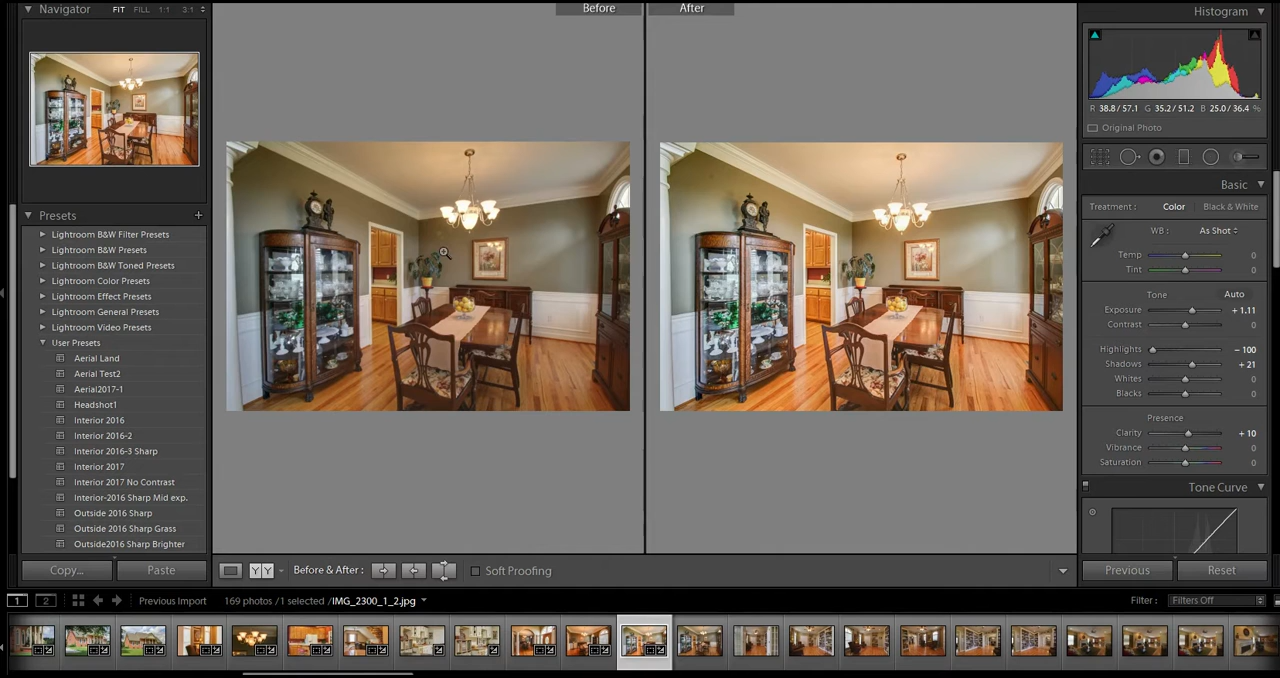 Navigator FIT FILL 1:1 3:1
Before After
Histogram
R 38.8 / 57.1 G 35.2 / 51.2 B 25.0 / 36.4 %
Original Photo
Basic
Treatment : Color Black & White
WB : As Shot
Temp 0
Tint 0
Tone Auto
Exposure + 1.11
Contrast 0
Highlights – 100
Shadows + 21
Whites 0
Blacks 0
Presence
Clarity + 10
Vibrance 0
Saturation 0
Tone Curve
Presets +
Lightroom B&W Filter Presets
Lightroom B&W Presets
Lightroom B&W Toned Presets
Lightroom Color Presets
Lightroom Effect Presets
Lightroom General Presets
Lightroom Video Presets
User Presets
Aerial Land
Aerial Test2
Aerial2017-1
Headshot1
Interior 2016
Interior 2016-2
Interior 2016-3 Sharp
Interior 2017
Interior 2017 No Contrast
Interior-2016 Sharp Mid exp.
Outside 2016 Sharp
Outside 2016 Sharp Grass
Outside2016 Sharp Brighter
Copy... Paste
Y Y Before & After : Soft Proofing
Previous Reset
1 2 Previous Import 169 photos / 1 selected / IMG_2300_1_2.jpg
Filter : Filters Off